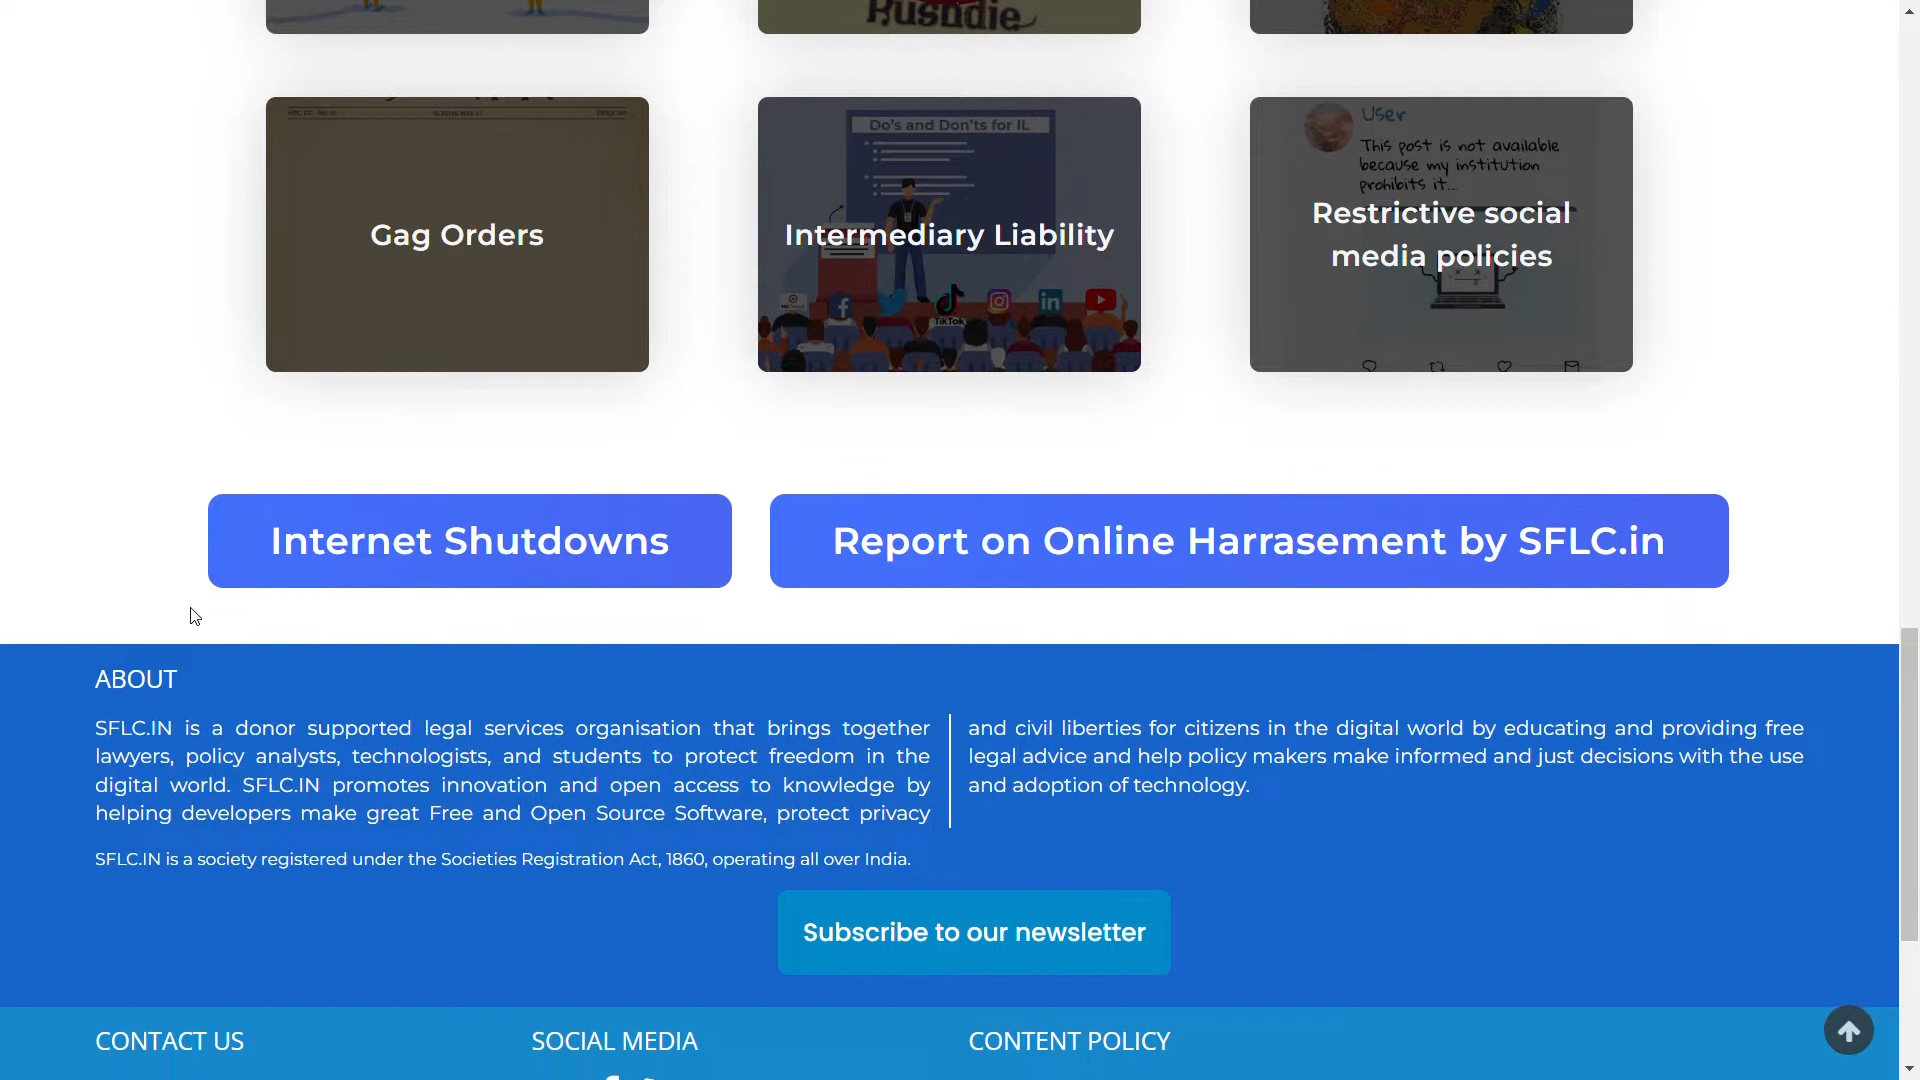 Rushdie
Gag Orders
Do's and Don'ts for IL
Intermediary Liability
TikTok
User
This post is not available
because my institution
prohibits it...
Restrictive social
media policies
Internet Shutdowns
Report on Online Harrasement by SFLC.in
ABOUT
SFLC.IN is a donor supported legal services organisation that brings together
lawyers, policy analysts, technologists, and students to protect freedom in the
digital world. SFLC.IN promotes innovation and open access to knowledge by
helping developers make great Free and Open Source Software, protect privacy
and civil liberties for citizens in the digital world by educating and providing free
legal advice and help policy makers make informed and just decisions with the use
and adoption of technology.
SFLC.IN is a society registered under the Societies Registration Act, 1860, operating all over India.
Subscribe to our newsletter
CONTACT US
SOCIAL MEDIA
CONTENT POLICY